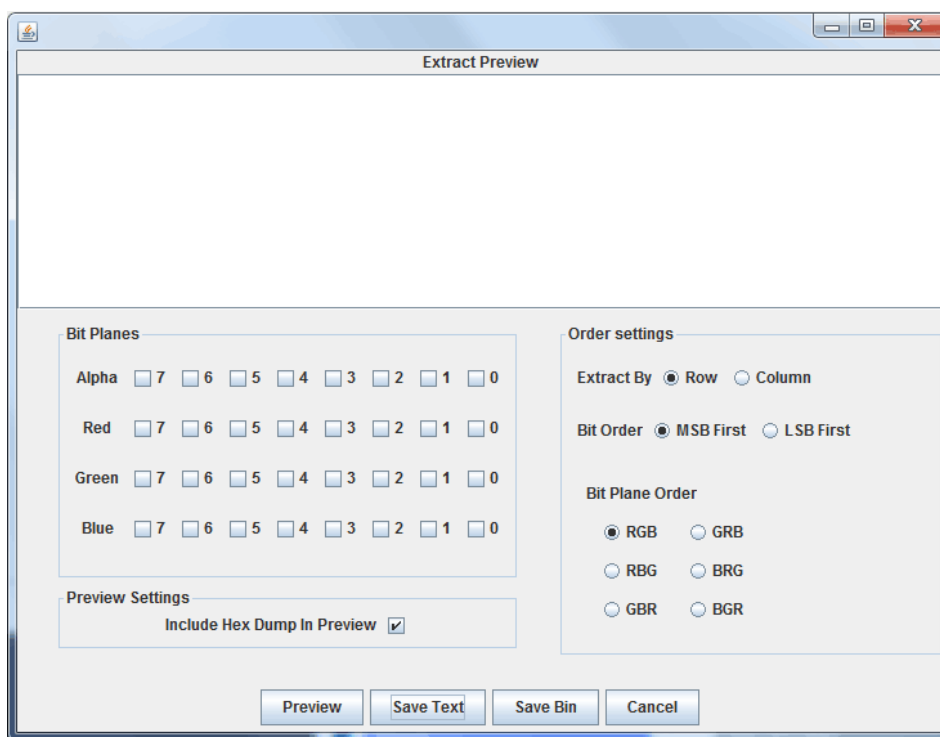 Extract Preview
Bit Planes
Alpha 7 6 5 4 3 2 1 0
Red 7 6 5 4 3 2 1 0
Green 7 6 5 4 3 2 1 0
Blue 7 6 5 4 3 2 1 0
Preview Settings
Include Hex Dump In Preview
Order settings
Extract By Row Column
Bit Order MSB First LSB First
Bit Plane Order
RGB GRB
RBG BRG
GBR BGR
Preview Save Text Save Bin Cancel